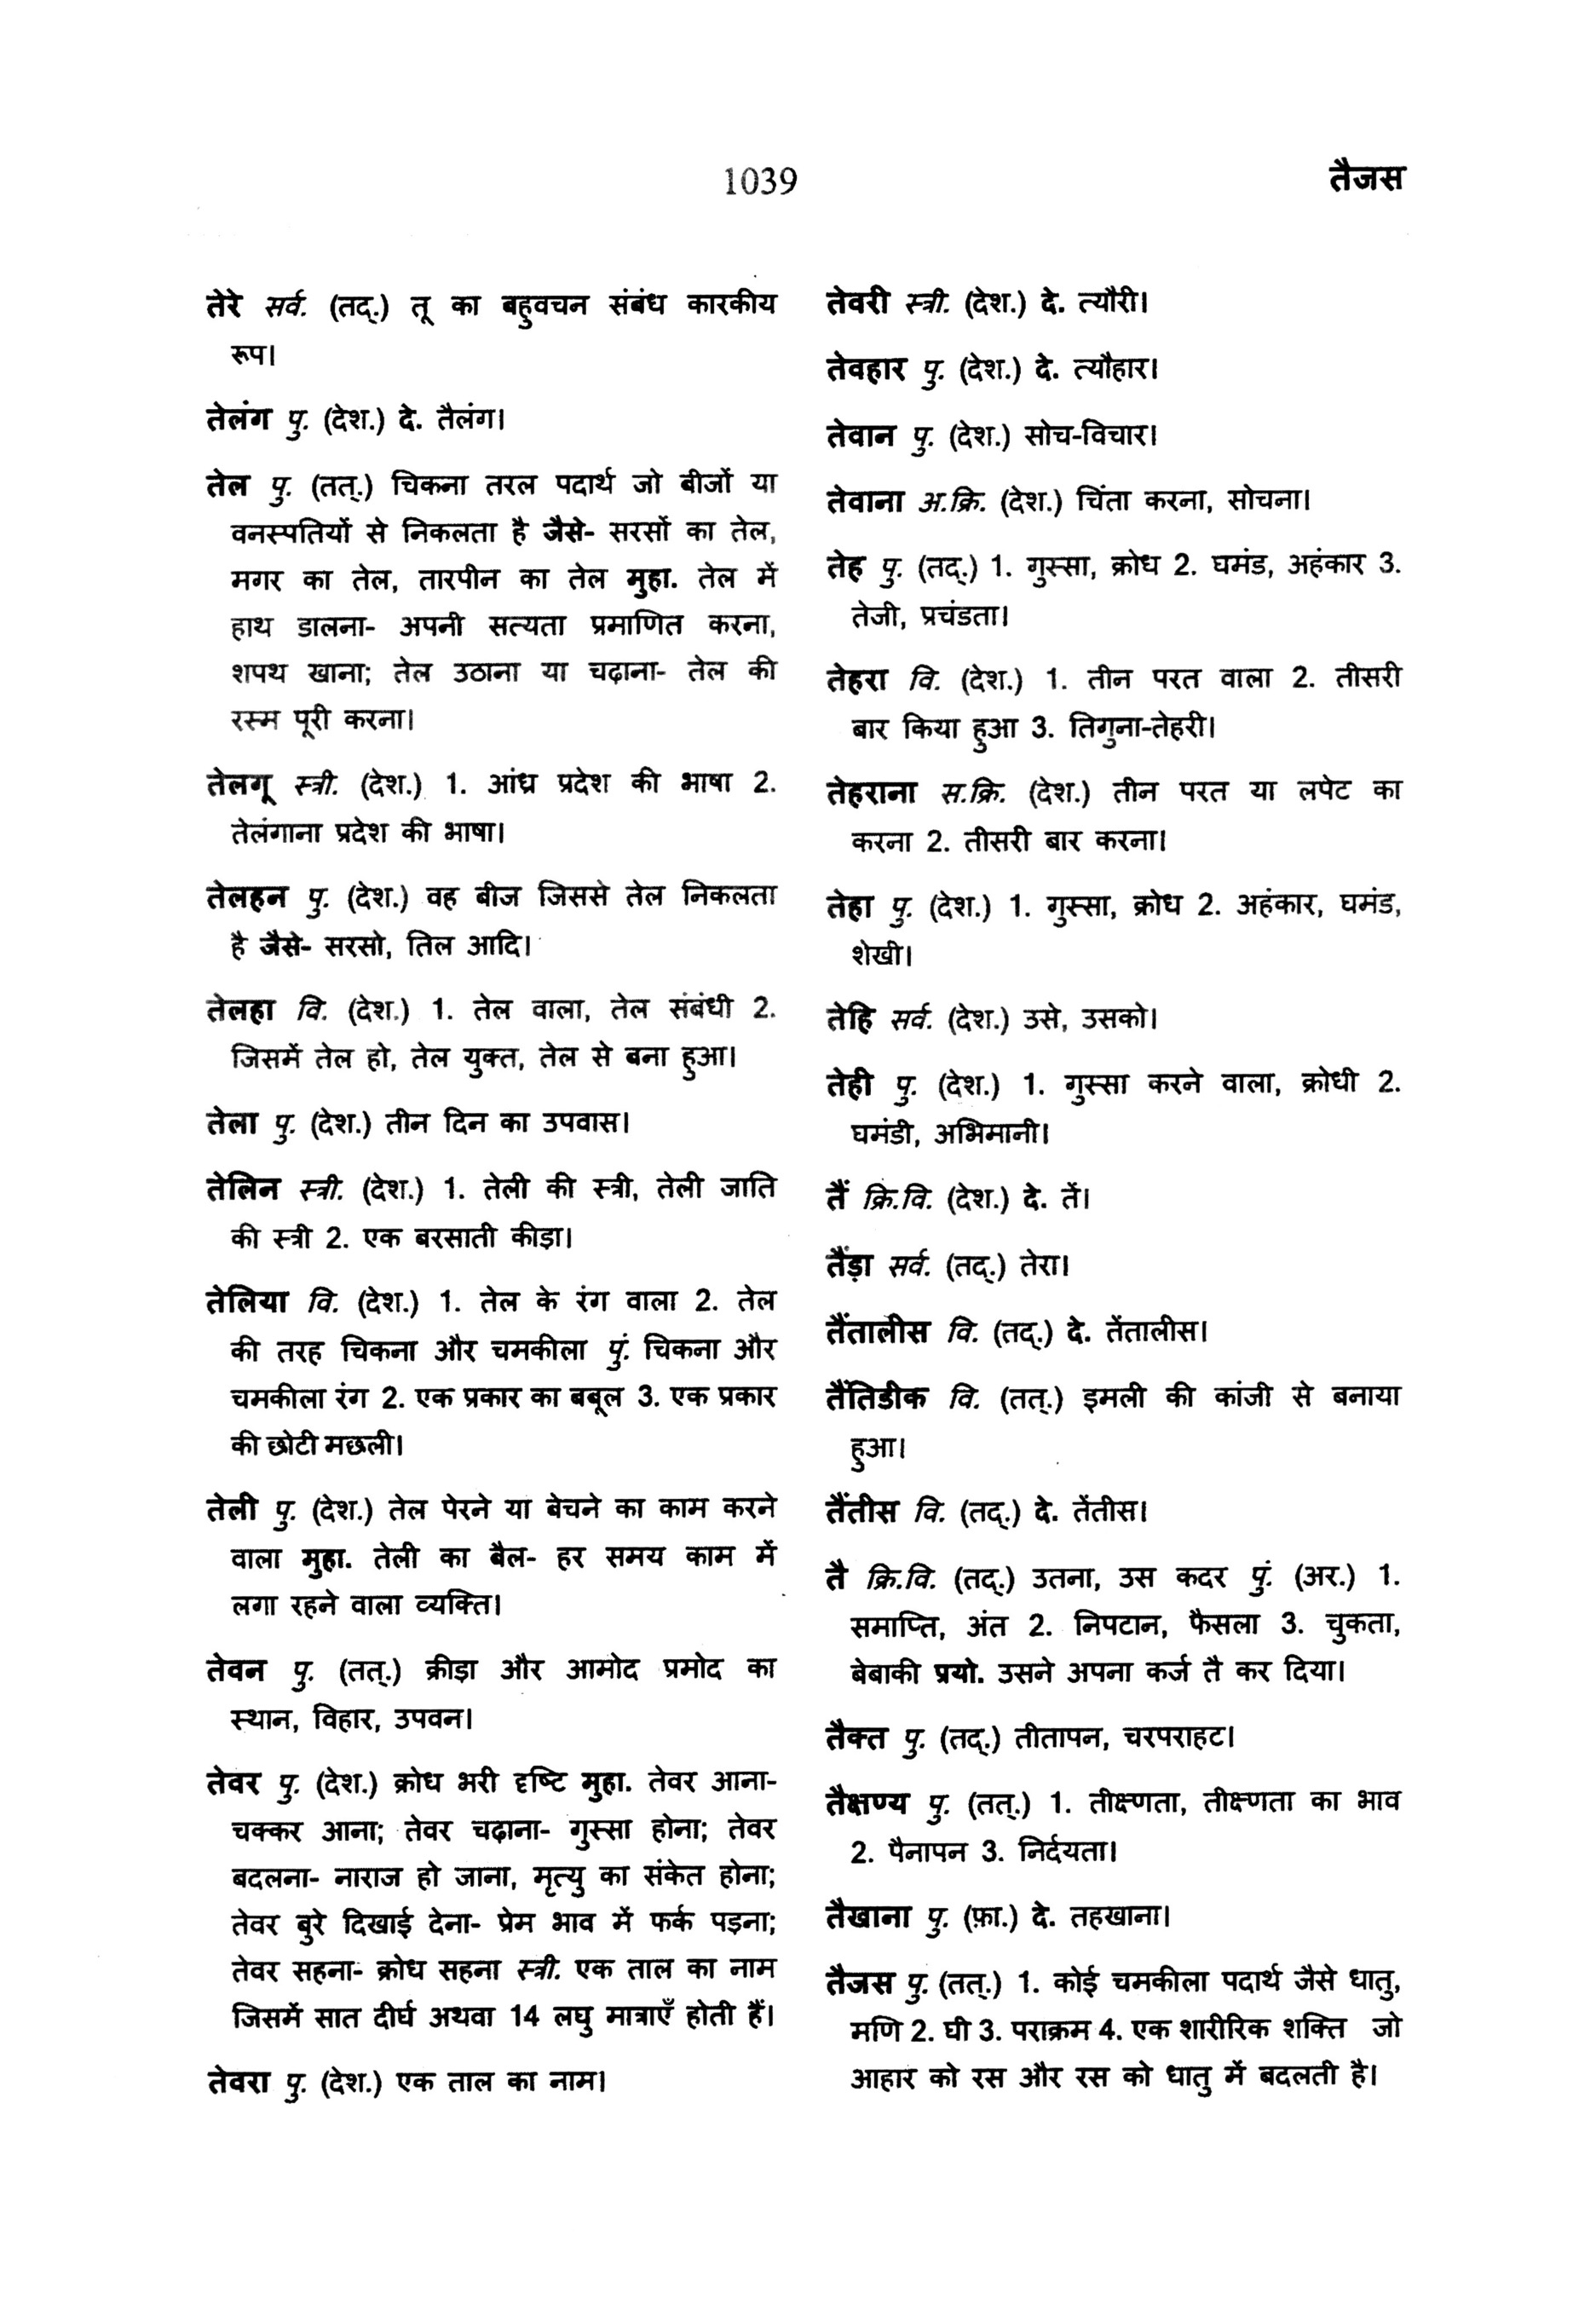 1039
तैजस
तेरे सर्व. (तद्.) तू का बहुवचन संबंध कारकीय
रूप।
तेलंग पु. (देश.) दे. तैलंग।
तेल पु. (तत्.) चिकना तरल पदार्थ जो बीजों या
वनस्पतियों से निकलता है जैसे- सरसों का तेल,
मगर का तेल, तारपीन का तेल मुहा. तेल में
हाथ डालना- अपनी सत्यता प्रमाणित करना,
शपथ खाना; तेल उठाना या चढ़ाना- तेल की
रस्म पूरी करना।
तेलगू स्त्री. (देश.) 1. आंध्र प्रदेश की भाषा 2.
तेलंगाना प्रदेश की भाषा।
तेलहन पु. (देश.) वह बीज जिससे तेल निकलता
है जैसे- सरसो, तिल आदि।
तेलहा वि. (देश.) 1. तेल वाला, तेल संबंधी 2.
जिसमें तेल हो, तेल युक्त, तेल से बना हुआ।
तेला पु. (देश.) तीन दिन का उपवास।
तेलिन स्त्री. (देश.) 1. तेली की स्त्री, तेली जाति
की स्त्री 2. एक बरसाती कीड़ा।
तेलिया वि. (देश.) 1. तेल के रंग वाला 2. तेल
की तरह चिकना और चमकीला पुं. चिकना और
चमकीला रंग 2. एक प्रकार का बबूल 3. एक प्रकार
की छोटी मछली।
तेली पु. (देश.) तेल पेरने या बेचने का काम करने
वाला मुहा. तेली का बैल- हर समय काम में
लगा रहने वाला व्यक्ति।
तेवन पु. (तत्.) क्रीड़ा और आमोद प्रमोद का
स्थान, विहार, उपवन।
तेवर पु. (देश.) क्रोध भरी दृष्टि मुहा. तेवर आना-
चक्कर आना; तेवर चढ़ाना- गुस्सा होना; तेवर
बदलना- नाराज हो जाना, मृत्यु का संकेत होना;
तेवर बुरे दिखाई देना- प्रेम भाव में फर्क पड़ना;
तेवर सहना- क्रोध सहना स्त्री. एक ताल का नाम
जिसमें सात दीर्घ अथवा 14 लघु मात्राएँ होती हैं।
तेवरा पु. (देश.) एक ताल का नाम।
तेवरी स्त्री. (देश.) दे. त्यौरी।
तेवहार पु. (देश.) दे. त्यौहार।
तेवान पु. (देश.) सोच-विचार।
तेवाना अ.क्रि. (देश.) चिंता करना, सोचना।
तेह पु. (तद्.) 1. गुस्सा, क्रोध 2. घमंड, अहंकार 3.
तेजी, प्रचंडता।
तेहरा वि. (देश.) 1. तीन परत वाला 2. तीसरी
बार किया हुआ 3. तिगुना-तेहरी।
तेहराना स.क्रि. (देश.) तीन परत या लपेट का
करना 2. तीसरी बार करना।
तेहा पु. (देश.) 1. गुस्सा, क्रोध 2. अहंकार, घमंड,
शेखी।
तेहि सर्व. (देश.) उसे, उसको।
तेही पु. (देश.) 1. गुस्सा करने वाला, क्रोधी 2.
घमंडी, अभिमानी।
तैं क्रि.वि. (देश.) दे. तें।
तैंड़ा सर्व. (तद्.) तेरा।
तैंतालीस वि. (तद्.) दे. तेंतालीस।
तैंतिडीक वि. (तत्.) इमली की कांजी से बनाया
हुआ।
तैंतीस वि. (तद्.) दे. तेंतीस।
तै क्रि.वि. (तद्.) उतना, उस कदर पुं. (अर.) 1.
समाप्ति, अंत 2. निपटान, फैसला 3. चुकता,
बेबाकी प्रयो. उसने अपना कर्ज तै कर दिया।
तैक्त पु. (तद्.) तीतापन, चरपराहट।
तैक्षण्य पु. (तत्.) 1. तीक्ष्णता, तीक्ष्णता का भाव
2. पैनापन 3. निर्दयता।
तैखाना पु. (फ़ा.) दे. तहखाना।
तैजस पु. (तत्.) 1. कोई चमकीला पदार्थ जैसे धातु,
मणि 2. घी 3. पराक्रम 4. एक शारीरिक शक्ति जो
आहार को रस और रस को धातु में बदलती है।